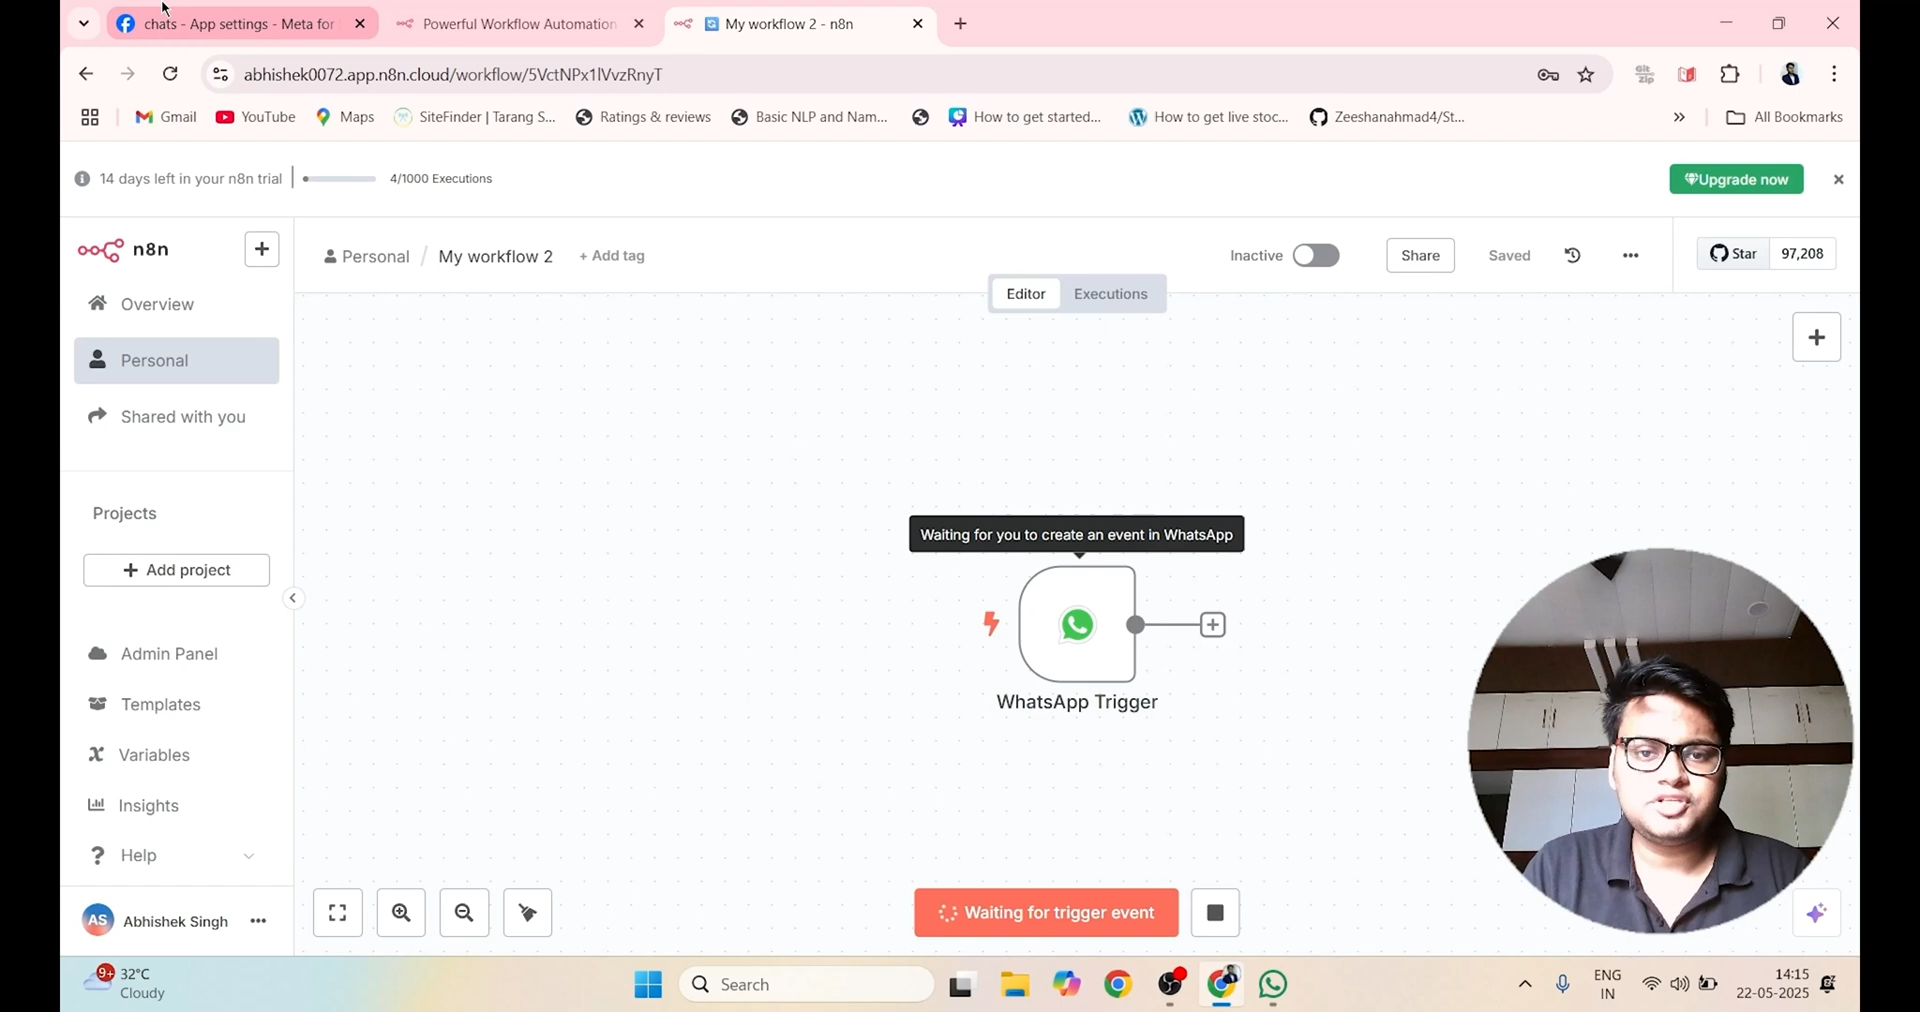 chats - App settings - Meta for
Powerful Workflow Automation
My workflow 2 - n8n
abhishek0072.app.n8n.cloud/workflow/5VctNPx1lVvzRnyT
Gmail
YouTube
Maps
SiteFinder | Tarang S...
Ratings & reviews
Basic NLP and Nam...
How to get started...
How to get live stoc...
Zeeshanahmad4/St...
»
All Bookmarks
14 days left in your n8n trial
4/1000 Executions
Upgrade now
n8n
Personal / My workflow 2
+ Add tag
Inactive
Share
Saved
Star
97,208
Editor
Executions
Overview
Personal
Shared with you
Projects
+ Add project
Admin Panel
Templates
Variables
Insights
Help
AS
Abhishek Singh
Waiting for you to create an event in WhatsApp
WhatsApp Trigger
Waiting for trigger event
9+
32°C
Cloudy
Search
ENG
IN
14:15
22-05-2025